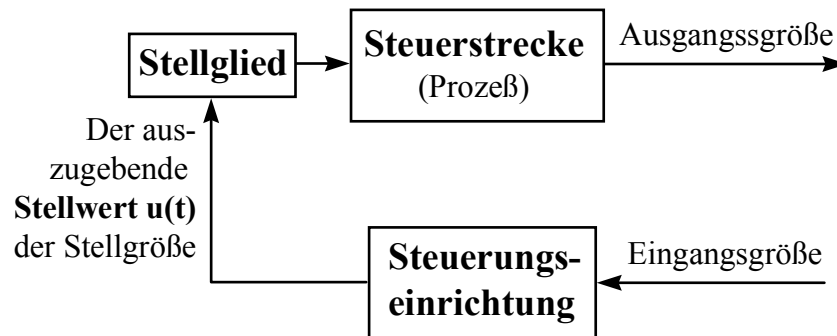 Stellglied
Steuerstrecke
(Prozeß)
Ausgangssgröße
Der aus-
zugebende
Stellwert u(t)
der Stellgröße
Steuerungs-
einrichtung
Eingangsgröße